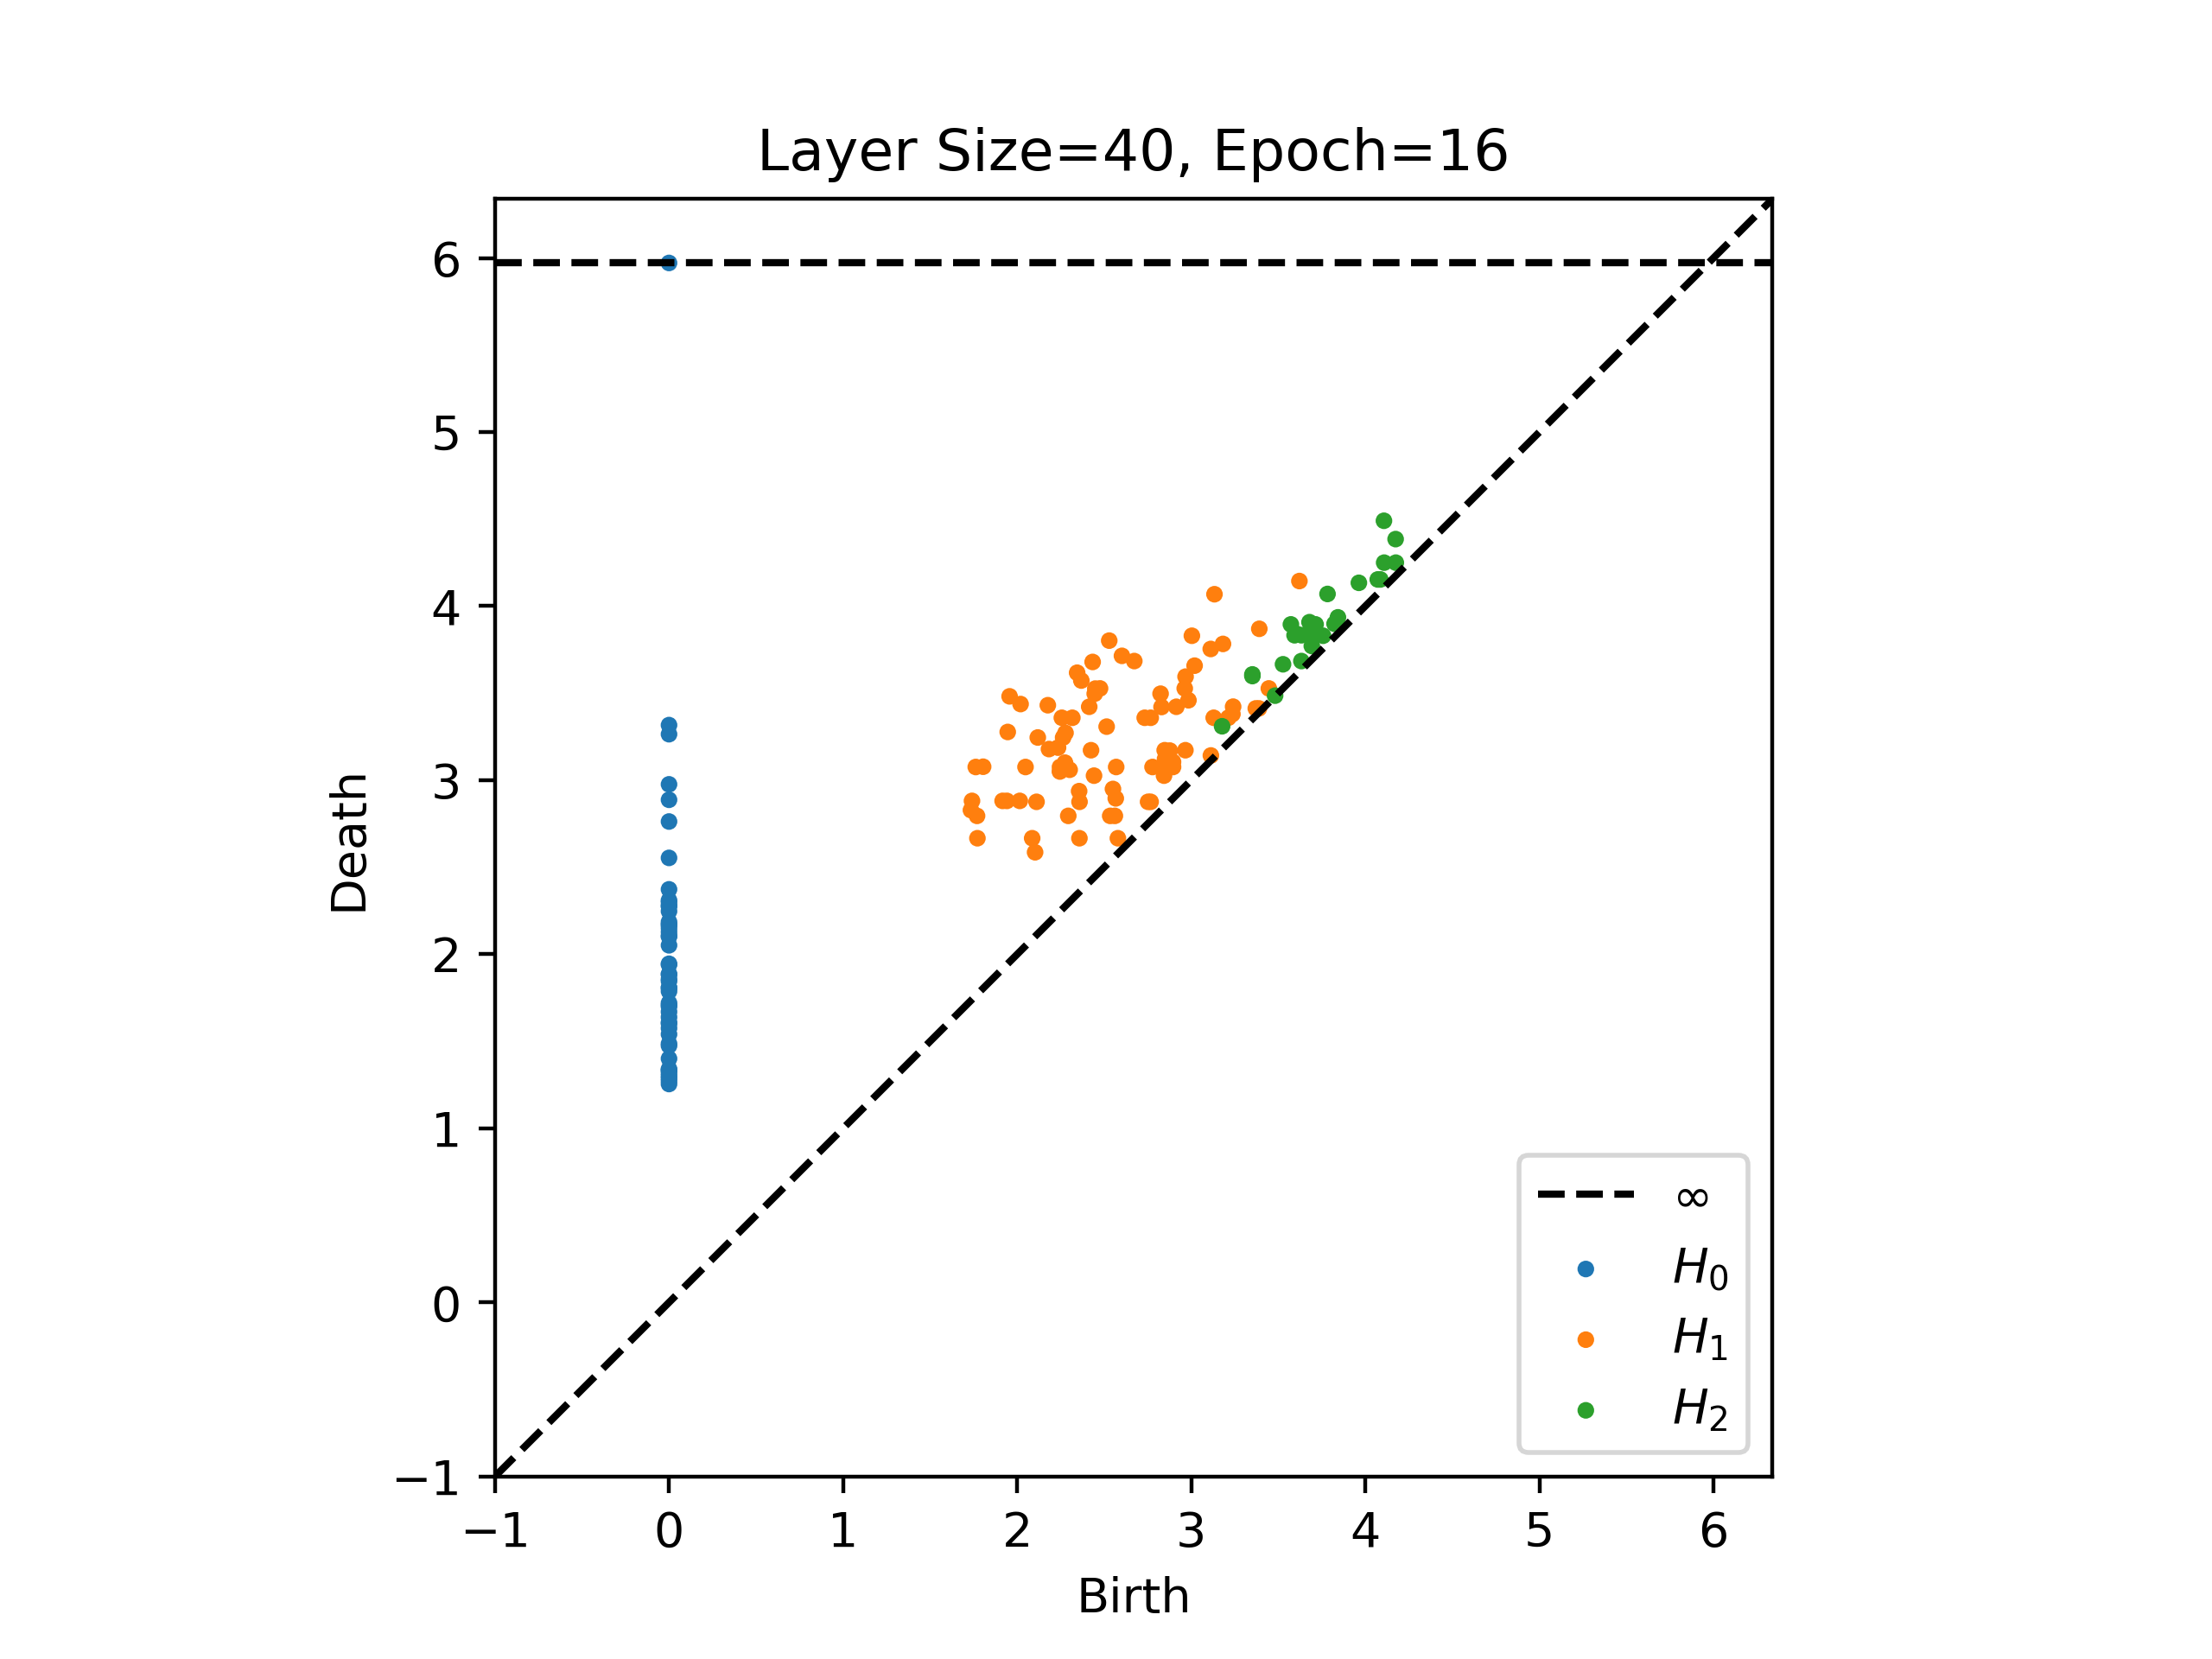 Layer Size=40, Epoch=16
6
5
4
3
2
1
0
−1
Death
−1 0 1 2 3 4 5 6
Birth
∞
H₀
H₁
H₂